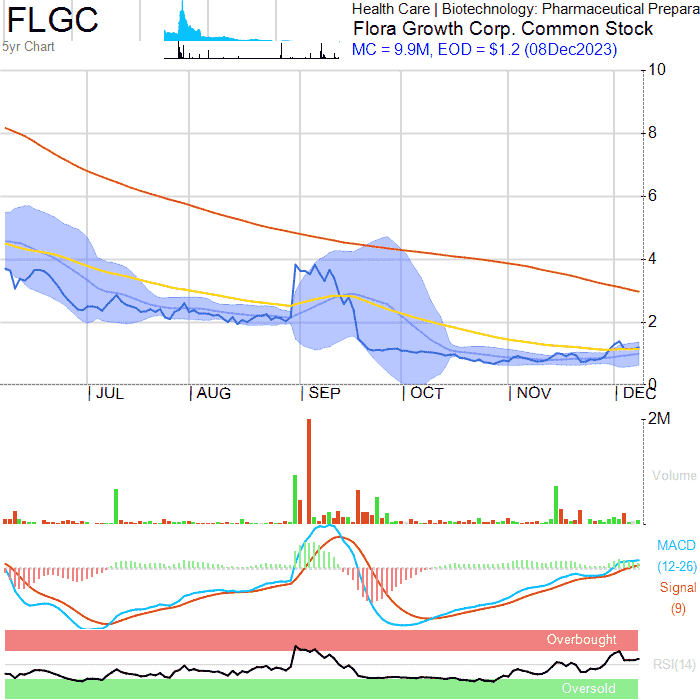 FLGC
5yr Chart
Health Care | Biotechnology: Pharmaceutical Prepara
Flora Growth Corp. Common Stock
MC = 9.9M, EOD = $1.2 (08Dec2023)
10
8
6
4
2
0
JUL AUG SEP OCT NOV DEC
2M
Volume
MACD
(12-26)
Signal
(9)
Overbought
RSI(14)
Oversold